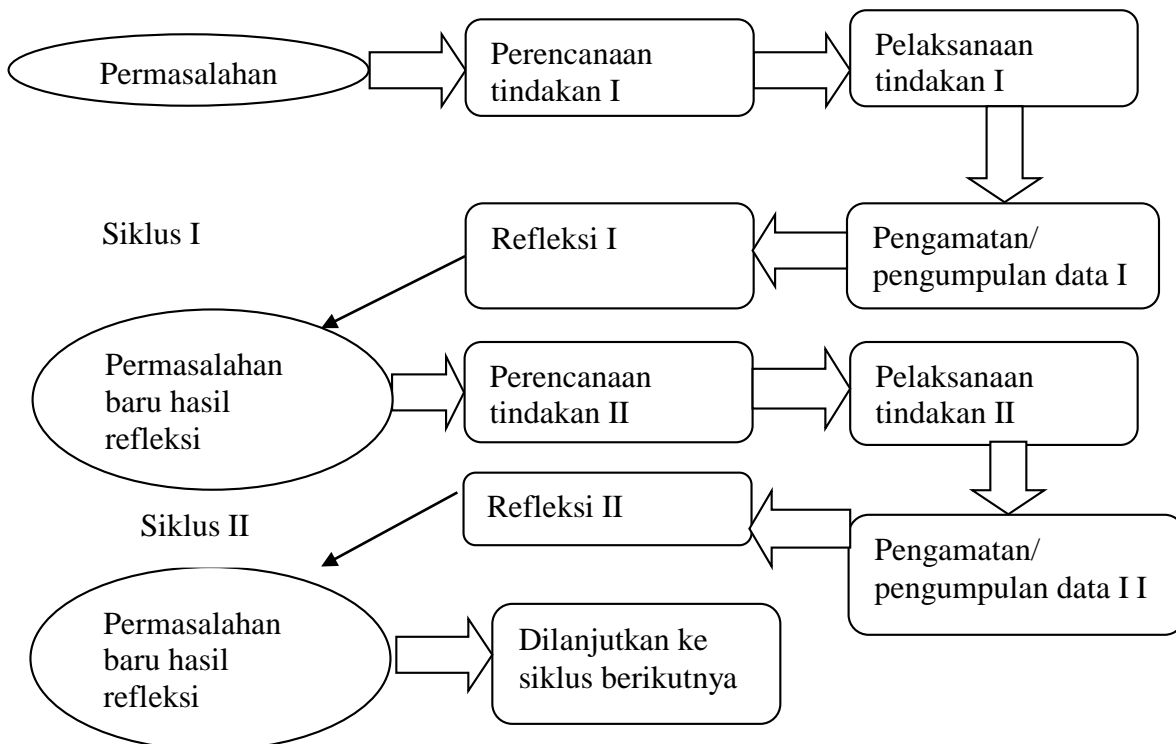 Permasalahan
Perencanaan
tindakan I
Pelaksanaan
tindakan I
Siklus I
Refleksi I
Pengamatan/
pengumpulan data I
Permasalahan
baru hasil
refleksi
Perencanaan
tindakan II
Pelaksanaan
tindakan II
Siklus II
Refleksi II
Pengamatan/
pengumpulan data I I
Permasalahan
baru hasil
refleksi
Dilanjutkan ke
siklus berikutnya